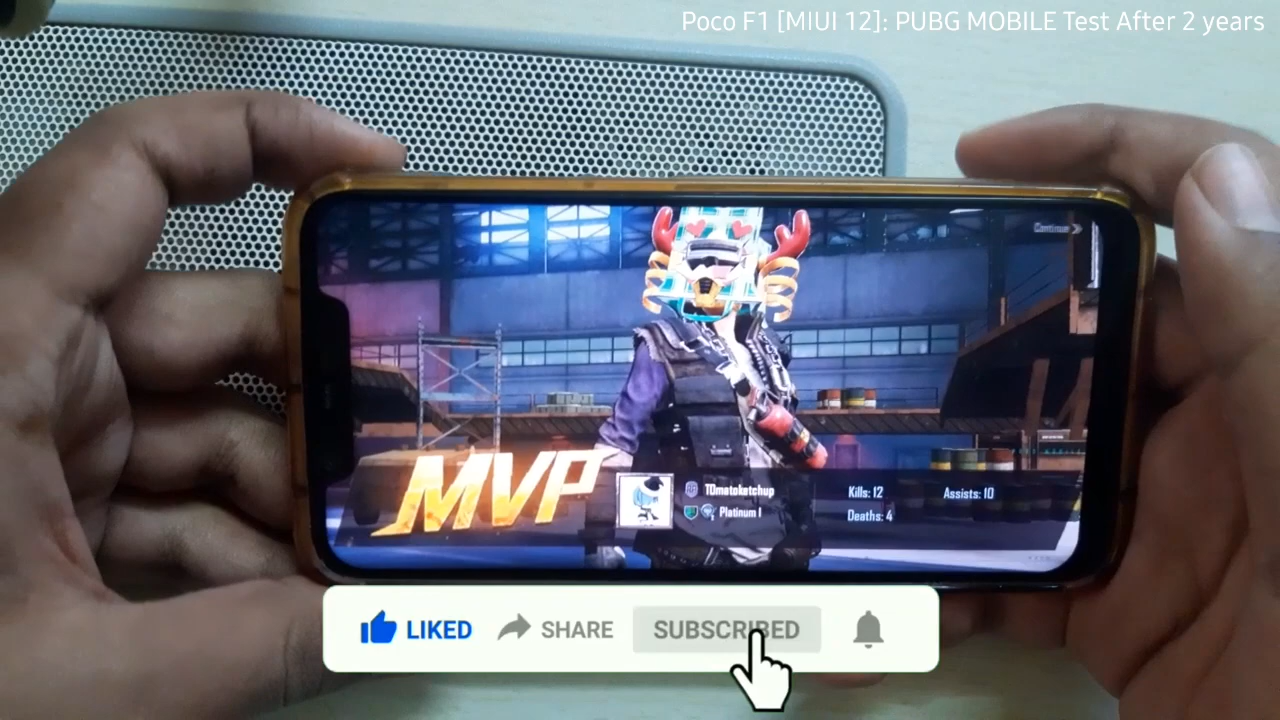 Poco F1 [MIUI 12]: PUBG MOBILE Test After 2 years
Continue
MVP
T0matoketchup
Platinum I
Kills: 12
Assists: 10
Deaths: 4
LIKED
SHARE
SUBSCRIBED